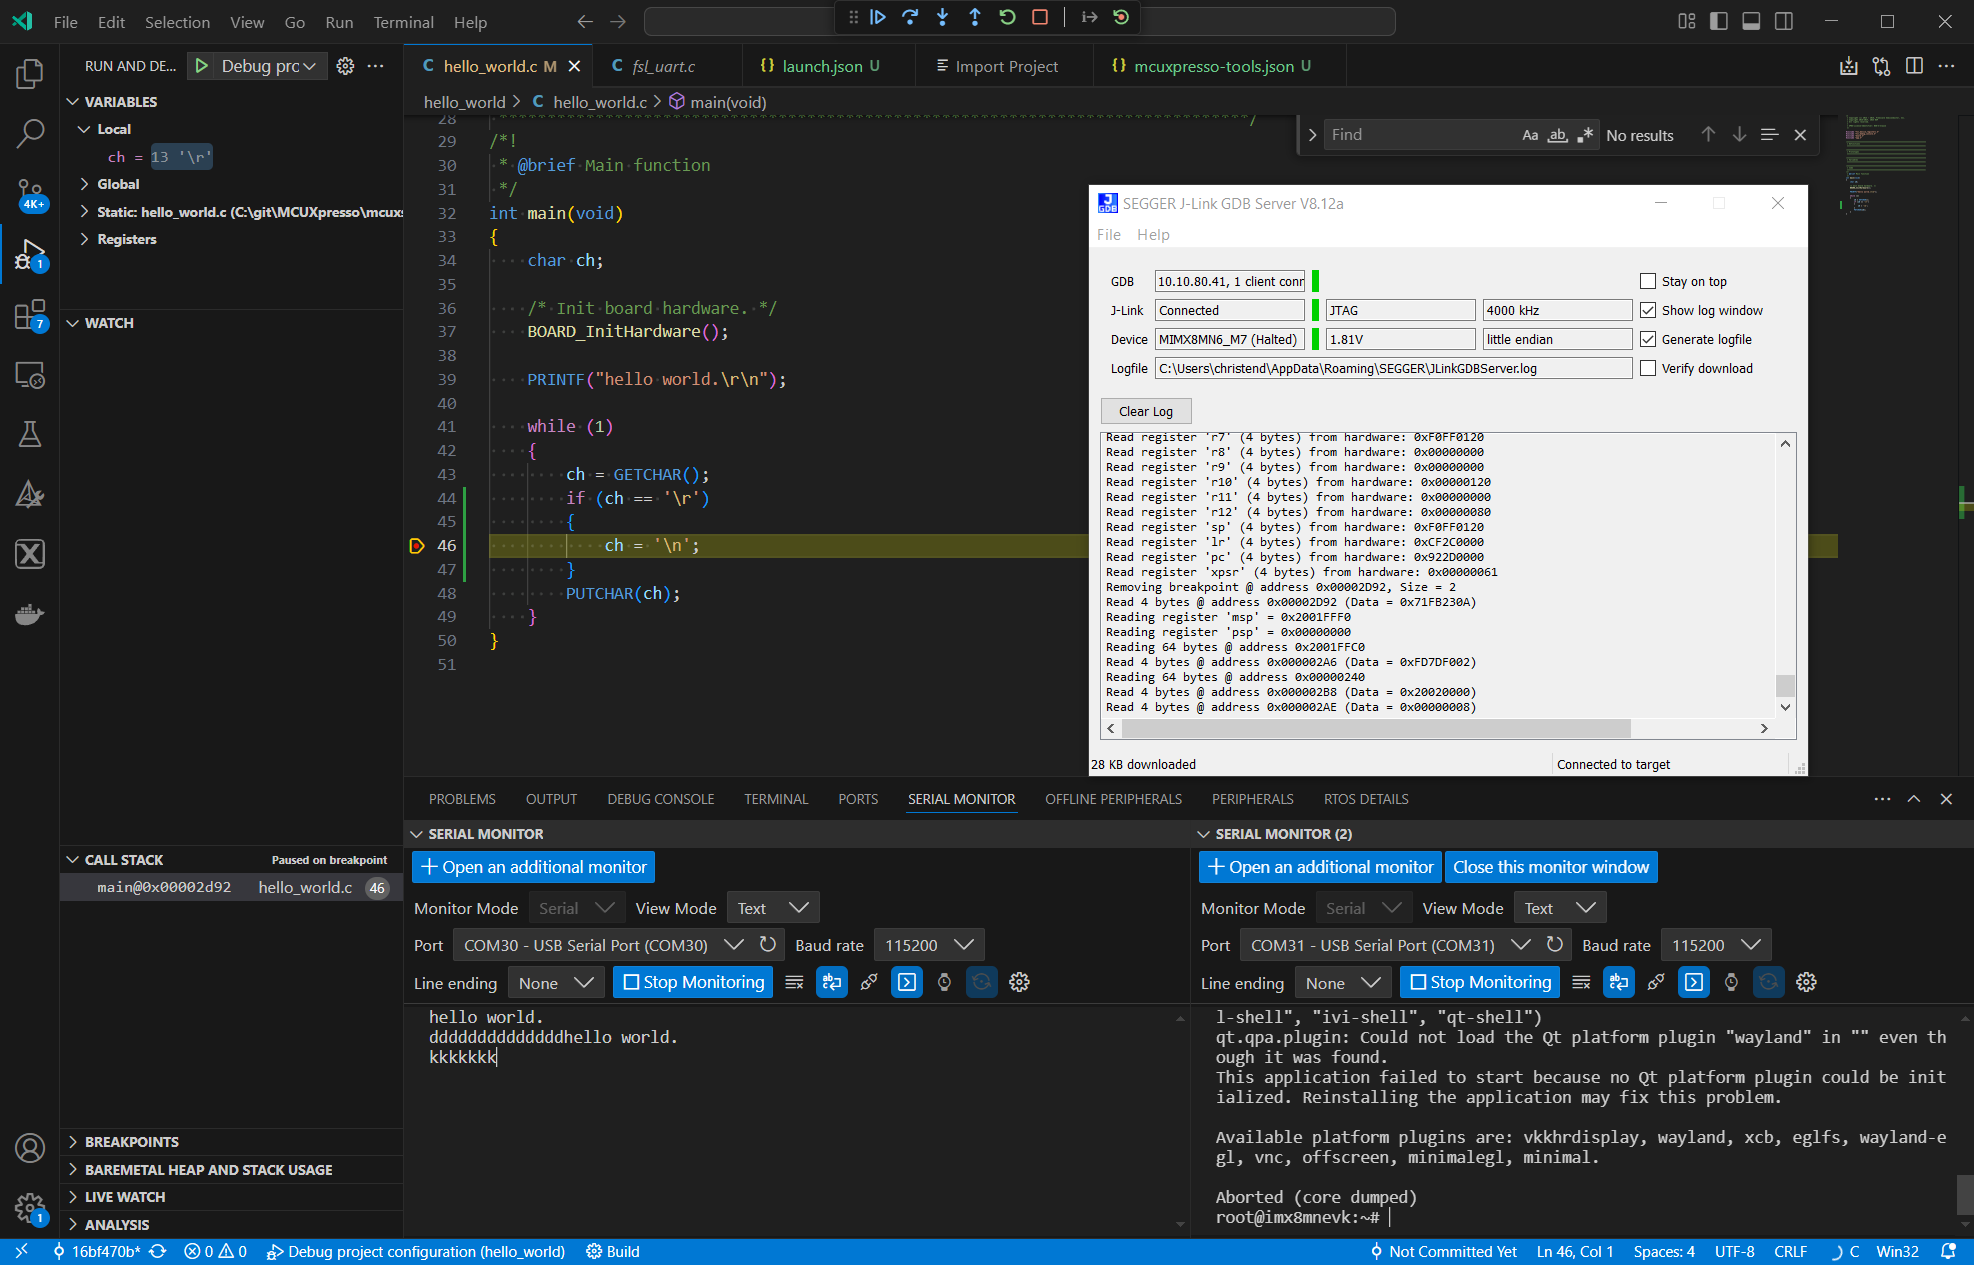 File Edit Selection View Go Run Terminal Help
RUN AND DE... Debug prc
hello_world.c M
fsl_uart.c
launch.json U
Import Project
mcuxpresso-tools.json U
hello_world > C hello_world.c > main(void)
VARIABLES
Local
ch = 13 '\r'
Global
Static: hello_world.c (C:\git\MCUXpresso\mcuxs
Registers
WATCH
4K+
1
7
1
CALL STACK Paused on breakpoint
main@0x00002d92 hello_world.c 46
BREAKPOINTS
BAREMETAL HEAP AND STACK USAGE
LIVE WATCH
ANALYSIS
28 ******************************************************************************/
29 /*!
30 * @brief Main function
31 */
32 int main(void)
33 {
34 char ch;
35
36 /* Init board hardware. */
37 BOARD_InitHardware();
38
39 PRINTF("hello world.\r\n");
40
41 while (1)
42 {
43 ch = GETCHAR();
44 if (ch == '\r')
45 {
46 ch = '\n';
47 }
48 PUTCHAR(ch);
49 }
50 }
51
Find Aa ab No results
SEGGER J-Link GDB Server V8.12a
File Help
GDB 10.10.80.41, 1 client conr Stay on top
J-Link Connected JTAG 4000 kHz Show log window
Device MIMX8MN6_M7 (Halted) 1.81V little endian Generate logfile
Logfile C:\Users\christend\AppData\Roaming\SEGGER\JLinkGDBServer.log Verify download
Clear Log
Read register 'r7' (4 bytes) from hardware: 0xF0FF0120
Read register 'r8' (4 bytes) from hardware: 0x00000000
Read register 'r9' (4 bytes) from hardware: 0x00000000
Read register 'r10' (4 bytes) from hardware: 0x00000120
Read register 'r11' (4 bytes) from hardware: 0x00000000
Read register 'r12' (4 bytes) from hardware: 0x00000080
Read register 'sp' (4 bytes) from hardware: 0xF0FF0120
Read register 'lr' (4 bytes) from hardware: 0xCF2C0000
Read register 'pc' (4 bytes) from hardware: 0x922D0000
Read register 'xpsr' (4 bytes) from hardware: 0x00000061
Removing breakpoint @ address 0x00002D92, Size = 2
Read 4 bytes @ address 0x00002D92 (Data = 0x71FB230A)
Reading register 'msp' = 0x2001FFF0
Reading register 'psp' = 0x00000000
Reading 64 bytes @ address 0x2001FFC0
Read 4 bytes @ address 0x000002A6 (Data = 0xFD7DF002)
Reading 64 bytes @ address 0x00000240
Read 4 bytes @ address 0x000002B8 (Data = 0x20020000)
Read 4 bytes @ address 0x000002AE (Data = 0x00000008)
28 KB downloaded Connected to target
PROBLEMS OUTPUT DEBUG CONSOLE TERMINAL PORTS SERIAL MONITOR OFFLINE PERIPHERALS PERIPHERALS RTOS DETAILS
SERIAL MONITOR
Open an additional monitor
Monitor Mode Serial View Mode Text
Port COM30 - USB Serial Port (COM30) Baud rate 115200
Line ending None Stop Monitoring
hello world.
ddddddddddddddhello world.
kkkkkkk
SERIAL MONITOR (2)
Open an additional monitor Close this monitor window
Monitor Mode Serial View Mode Text
Port COM31 - USB Serial Port (COM31) Baud rate 115200
Line ending None Stop Monitoring
l-shell", "ivi-shell", "qt-shell")
qt.qpa.plugin: Could not load the Qt platform plugin "wayland" in "" even th
ough it was found.
This application failed to start because no Qt platform plugin could be init
ialized. Reinstalling the application may fix this problem.
Available platform plugins are: vkkhrdisplay, wayland, xcb, eglfs, wayland-e
gl, vnc, offscreen, minimalegl, minimal.
Aborted (core dumped)
root@imx8mnevk:~#
16bf470b* 0 0 Debug project configuration (hello_world) Build Not Committed Yet Ln 46, Col 1 Spaces: 4 UTF-8 CRLF C Win32